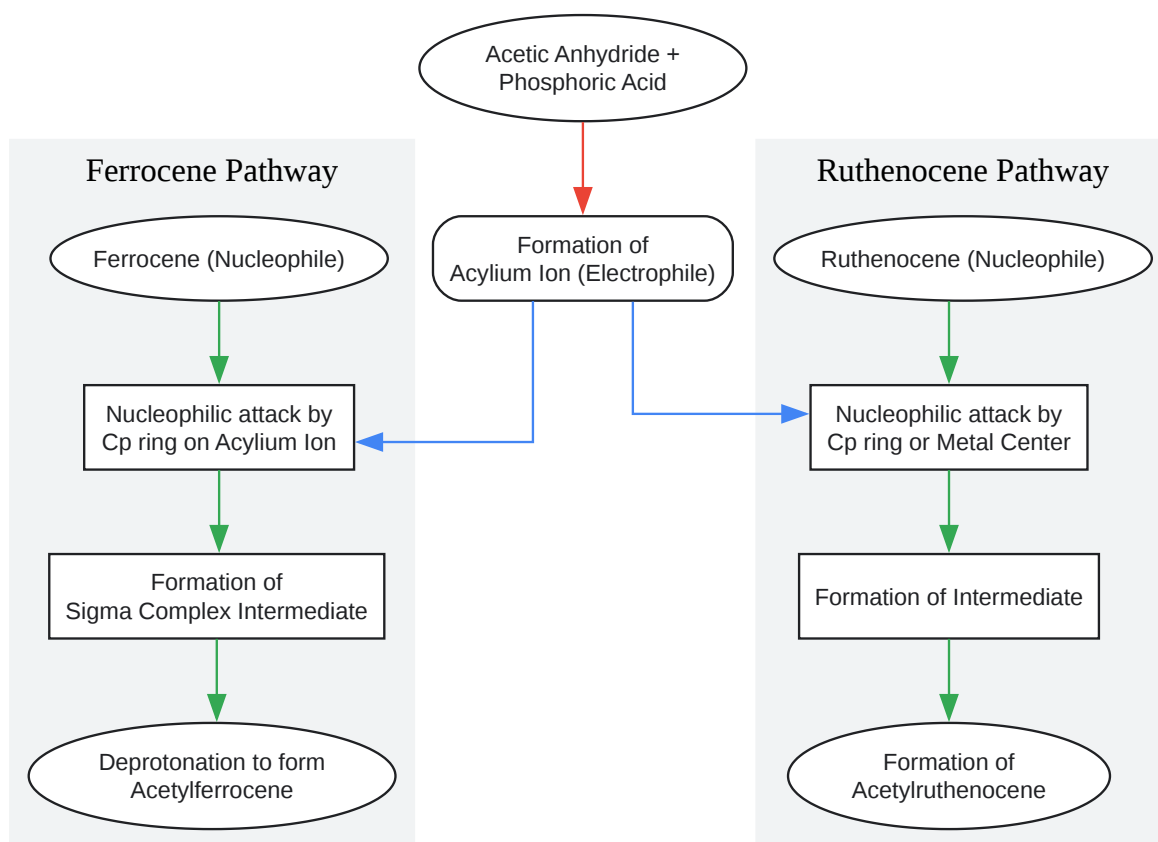 Acetic Anhydride +
Phosphoric Acid
Ferrocene Pathway
Ruthenocene Pathway
Ferrocene (Nucleophile)
Formation of
Acylium Ion (Electrophile)
Ruthenocene (Nucleophile)
Nucleophilic attack by
Cp ring on Acylium Ion
Nucleophilic attack by
Cp ring or Metal Center
Formation of
Sigma Complex Intermediate
Formation of Intermediate
Deprotonation to form
Acetylferrocene
Formation of
Acetylruthenocene